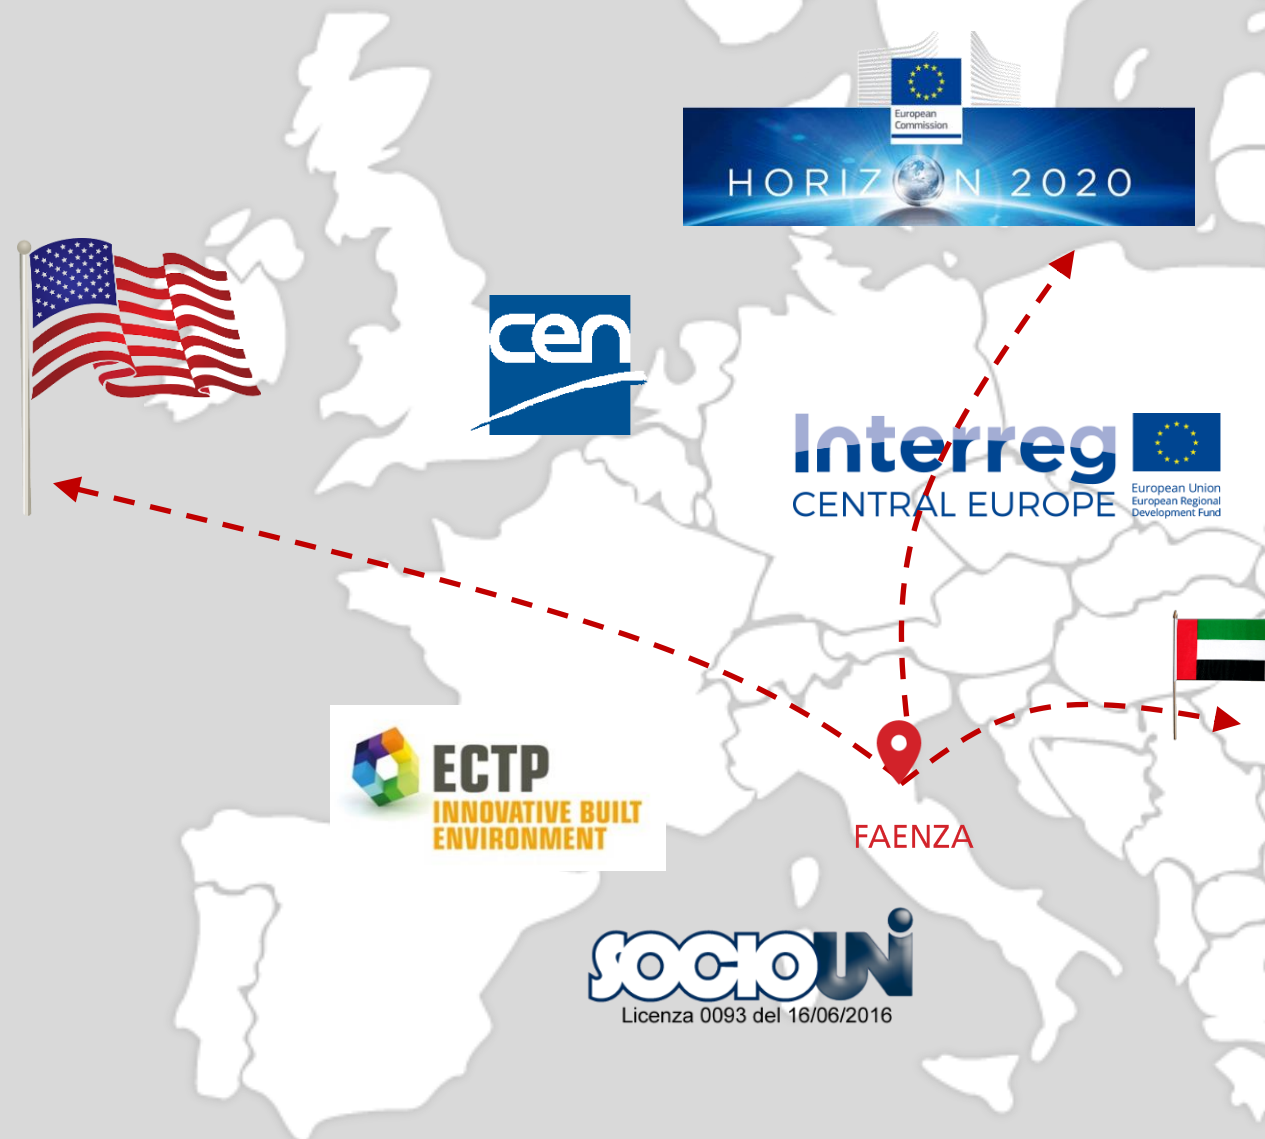 European
Commission
HORIZON 2020
cen
Interreg
CENTRAL EUROPE
European Union
European Regional
Development Fund
ECTP
INNOVATIVE BUILT
ENVIRONMENT
FAENZA
SOCIOUNI
Licenza 0093 del 16/06/2016